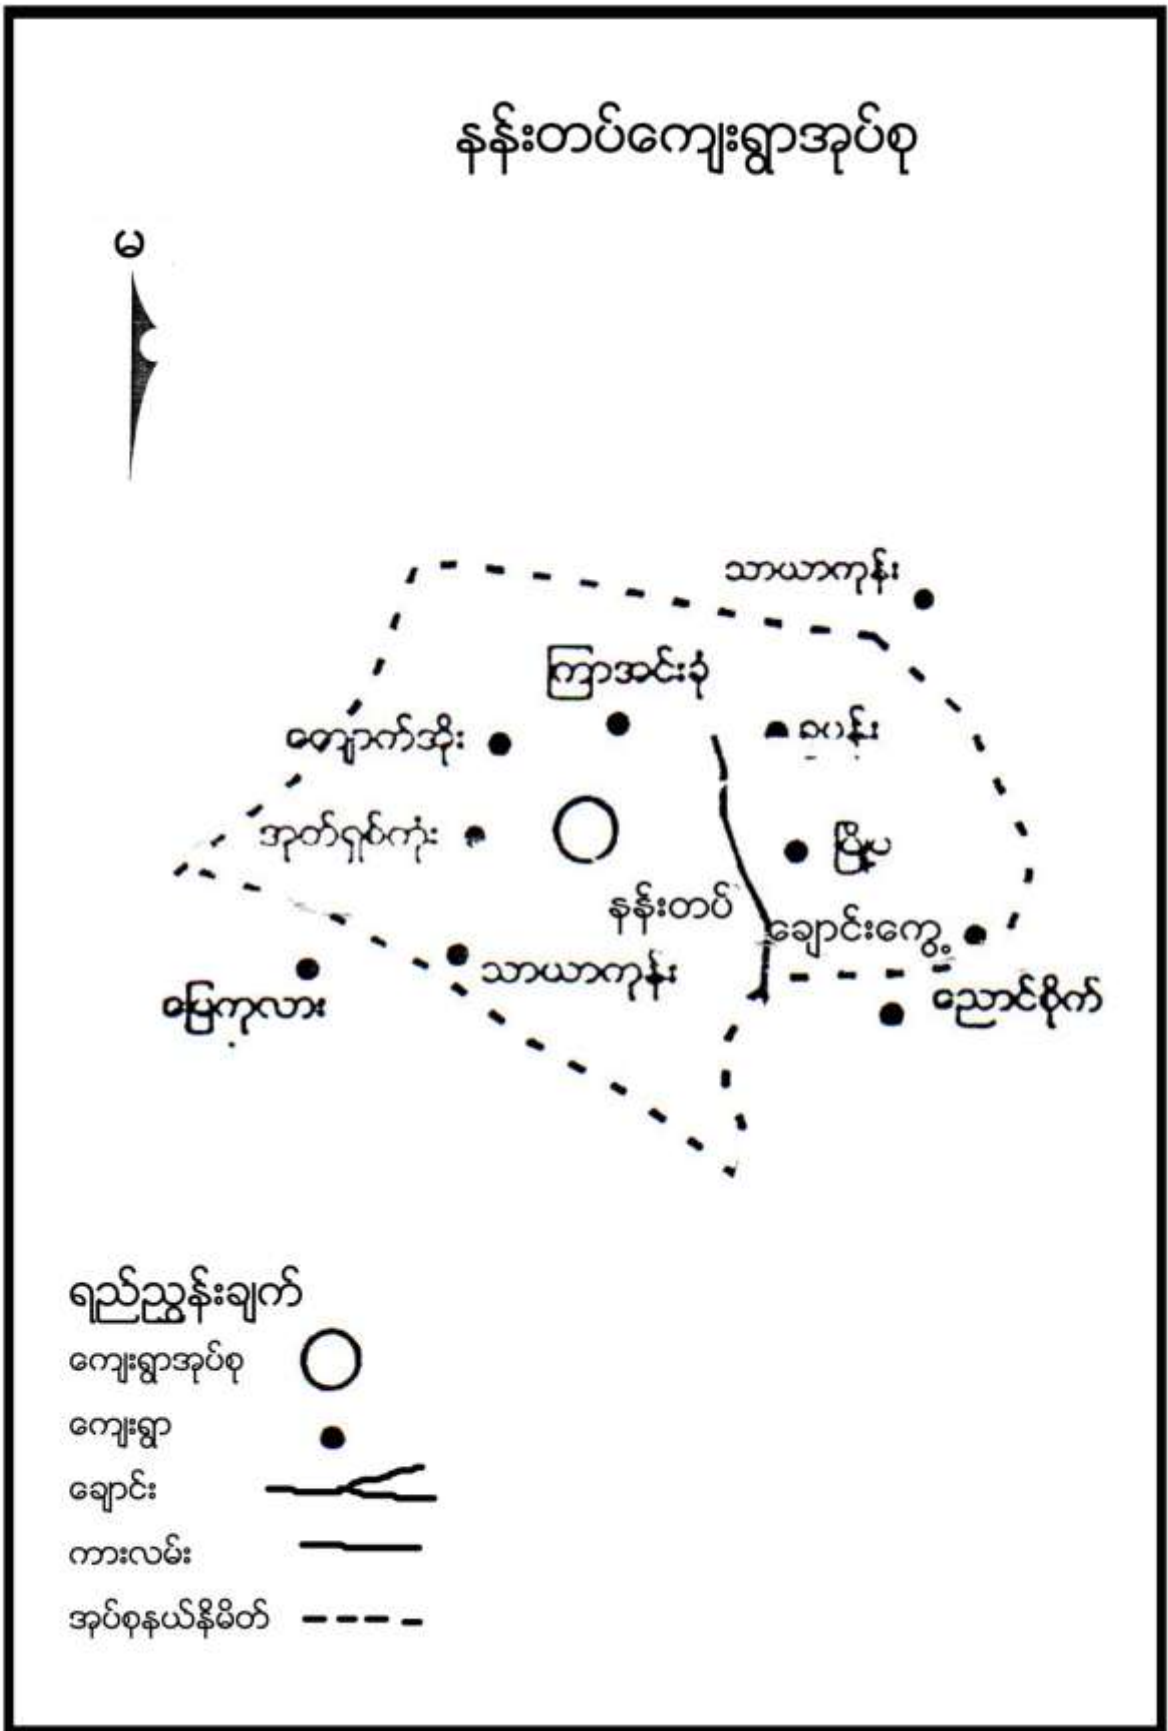 နန်းတပ်ကျေးရွာအုပ်စု
မ
သာယာကုန်း
ကြာအင်းခုံ
ကျောက်အိုး
အုတ်ရှစ်ကုံး
ပြိုပ
နန်းတပ်
ချောင်းကွေ့
သာယာကုန်း
ညောင်စိုက်
ပြေကုလား
ရည်ညွှန်းချက်
ကျေးရွာအုပ်စု
ကျေးရွာ
ချောင်း
ကားလမ်း
အုပ်စုနယ်နိမိတ်